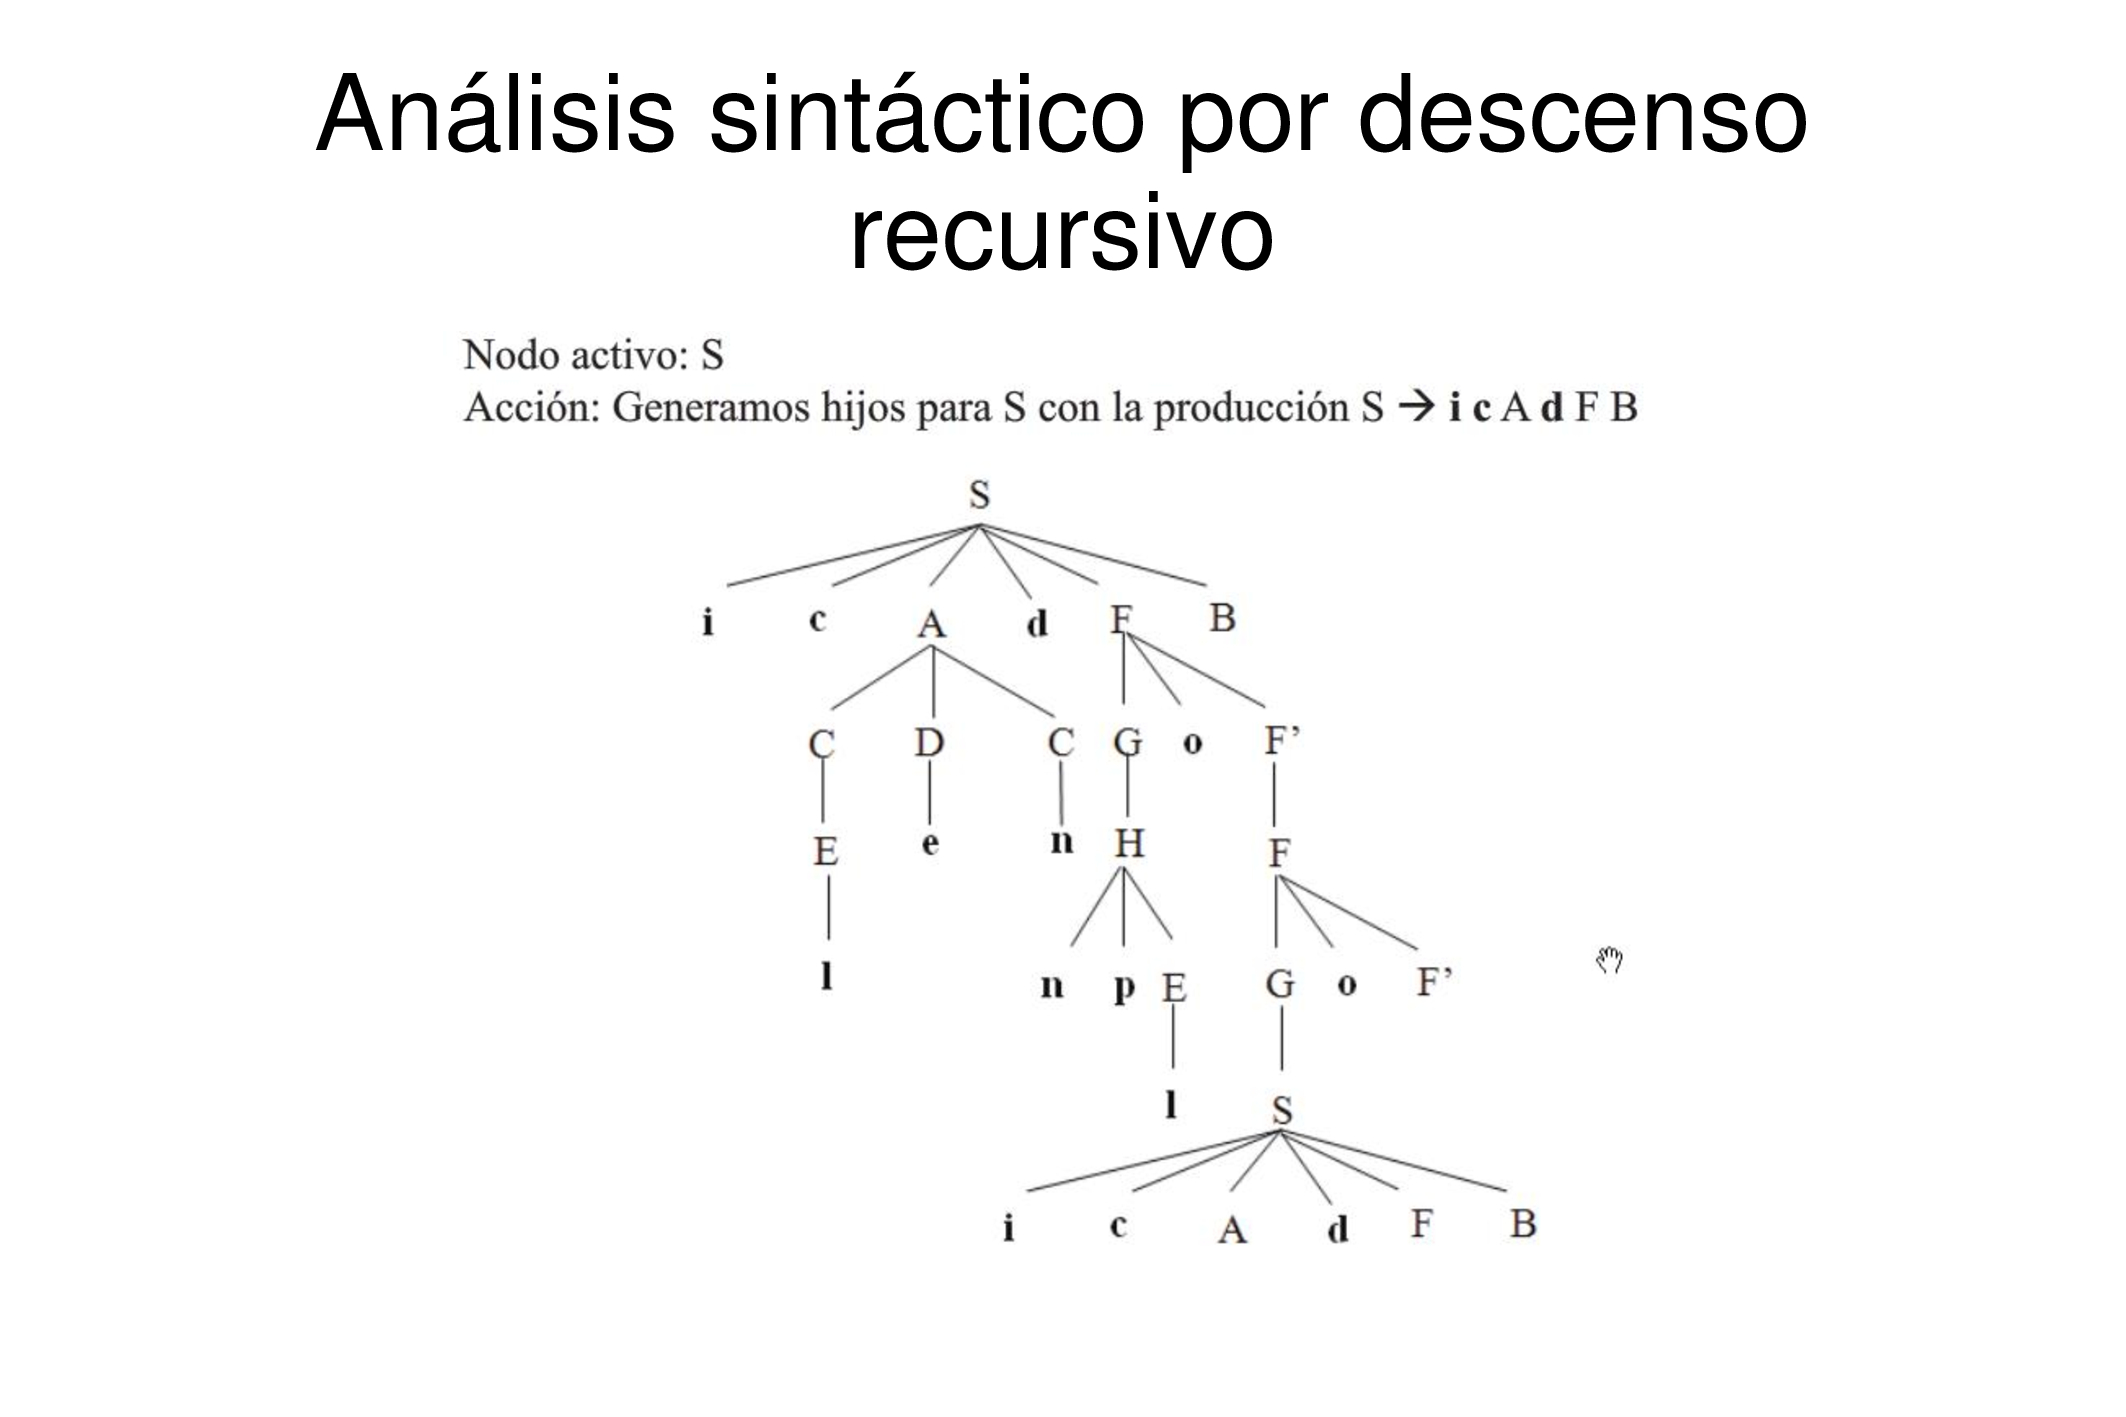 Análisis sintáctico por descenso
recursivo
Nodo activo: S
Acción: Generamos hijos para S con la producción S → i c A d F B
S
i c A d F B
C D C G o F’
E e n H F
l n p E G o F’
l S
i c A d F B